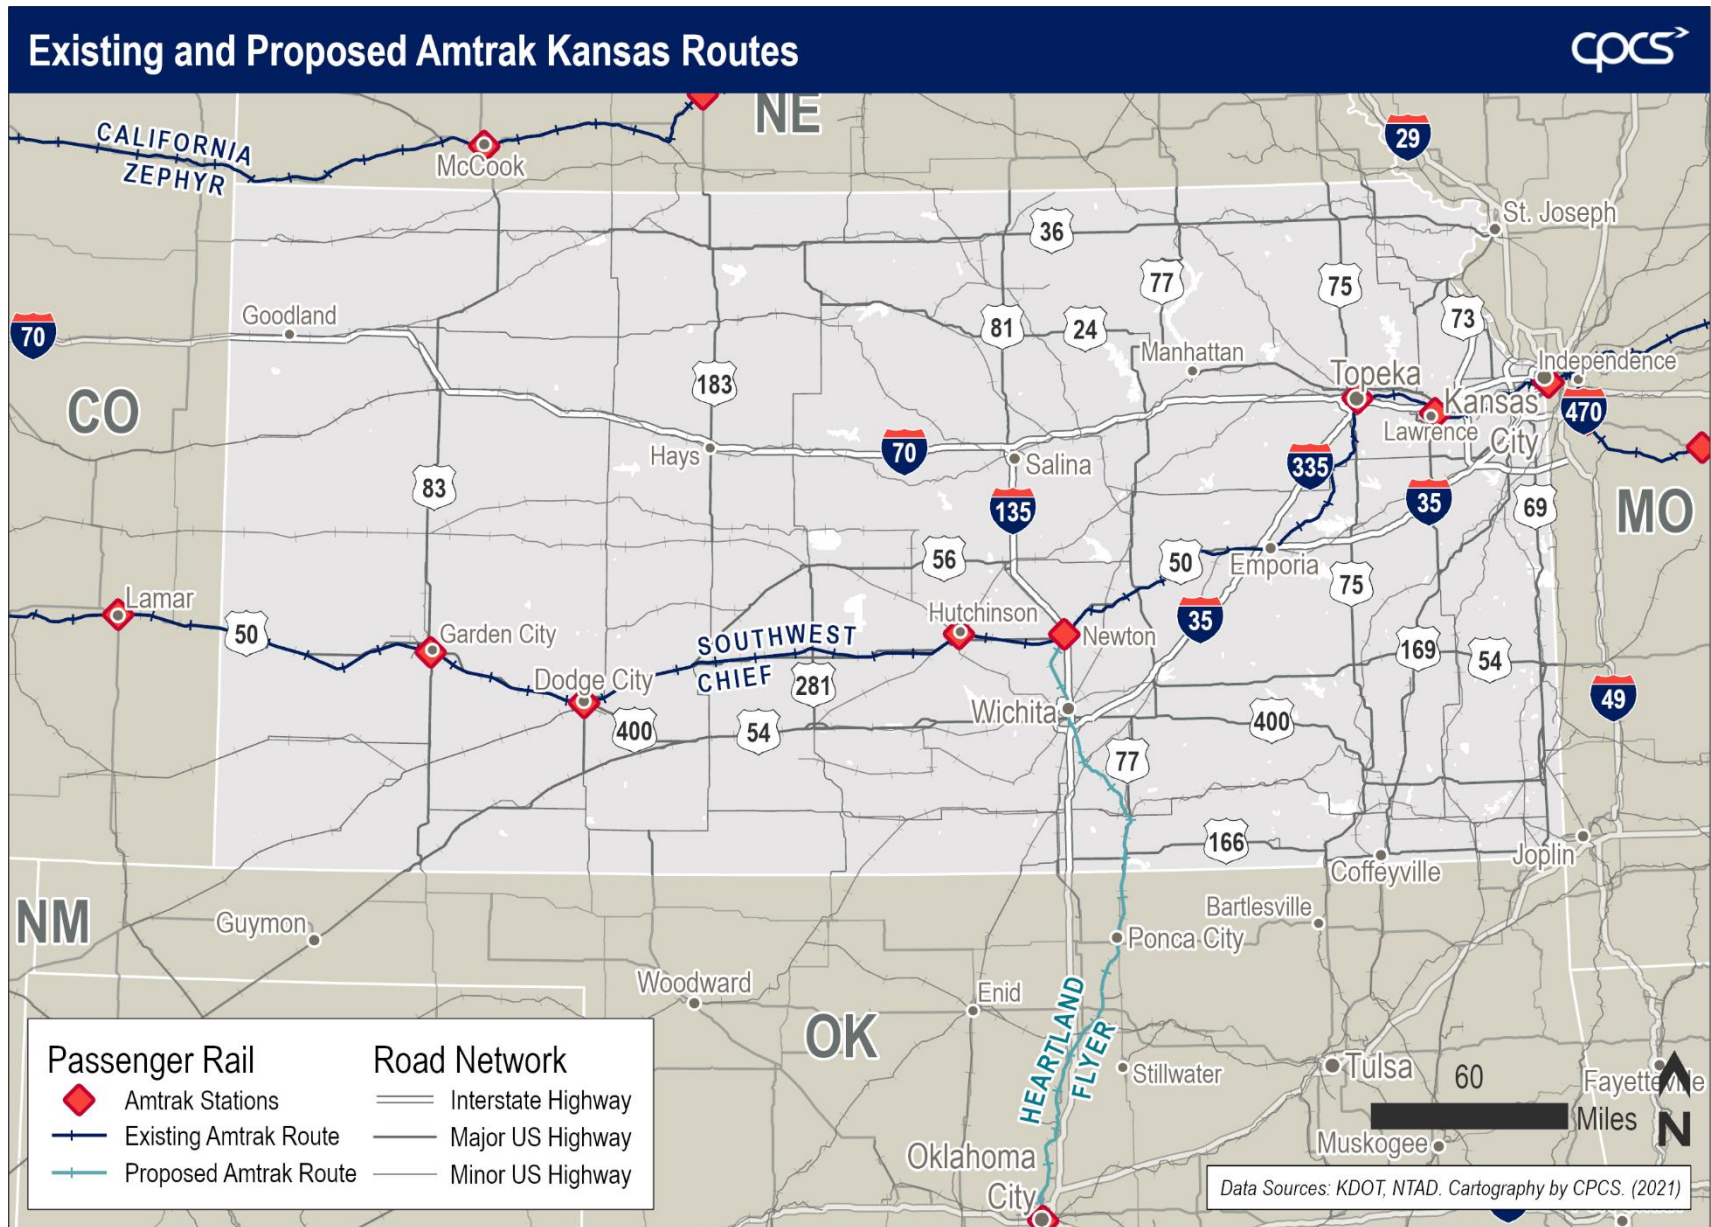 Existing and Proposed Amtrak Kansas Routes
cpcs
NE
29
CALIFORNIA
ZEPHYR
McCook
St. Joseph
36
77
75
Goodland
70
81
24
73
Manhattan
Independence
183
Topeka
CO
Kansas
City
470
Lawrence
Hays
70
Salina
335
83
135
35
69
MO
56
50
Emporia
75
Lamar
50
Hutchinson
35
Garden City
SOUTHWEST
CHIEF
Newton
169
54
Dodge City
281
49
Wichita
400
54
400
77
166
Joplin
Coffeyville
NM
Guymon
Bartlesville
Ponca City
Woodward
Enid
OK
HEARTLAND
FLYER
Stillwater
Tulsa
60
Miles
Fayetteville
N
Muskogee
Oklahoma
City
Passenger Rail
Amtrak Stations
Existing Amtrak Route
Proposed Amtrak Route
Road Network
Interstate Highway
Major US Highway
Minor US Highway
Data Sources: KDOT, NTAD. Cartography by CPCS. (2021)